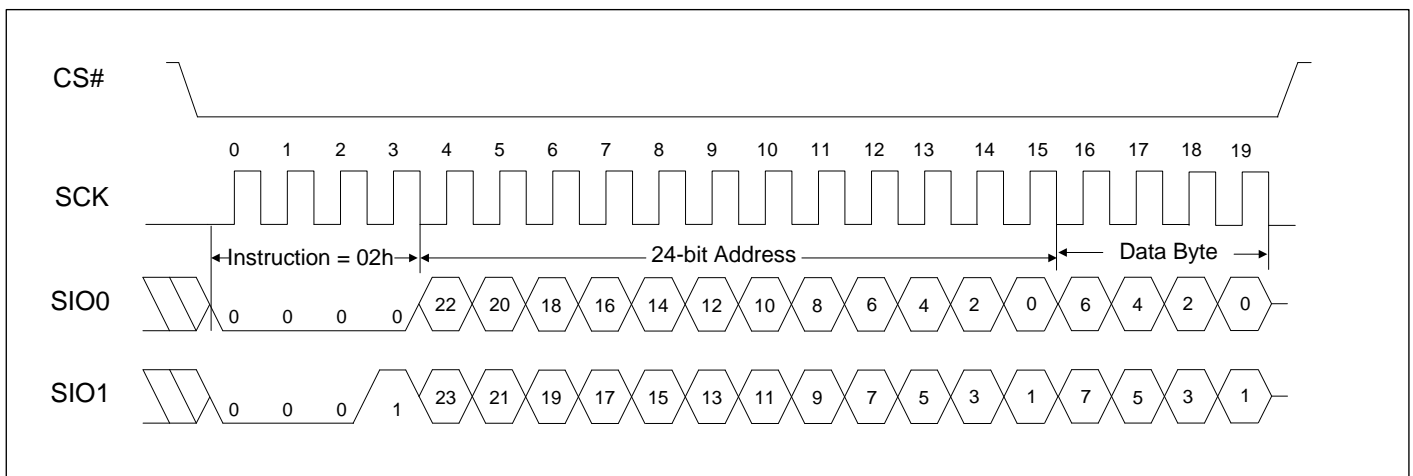 CS#
0 1 2 3 4 5 6 7 8 9 10 11 12 13 14 15 16 17 18 19
SCK
Instruction = 02h 24-bit Address Data Byte
SIO0 0 0 0 0 22 20 18 16 14 12 10 8 6 4 2 0 6 4 2 0
SIO1 0 0 0 1 23 21 19 17 15 13 11 9 7 5 3 1 7 5 3 1